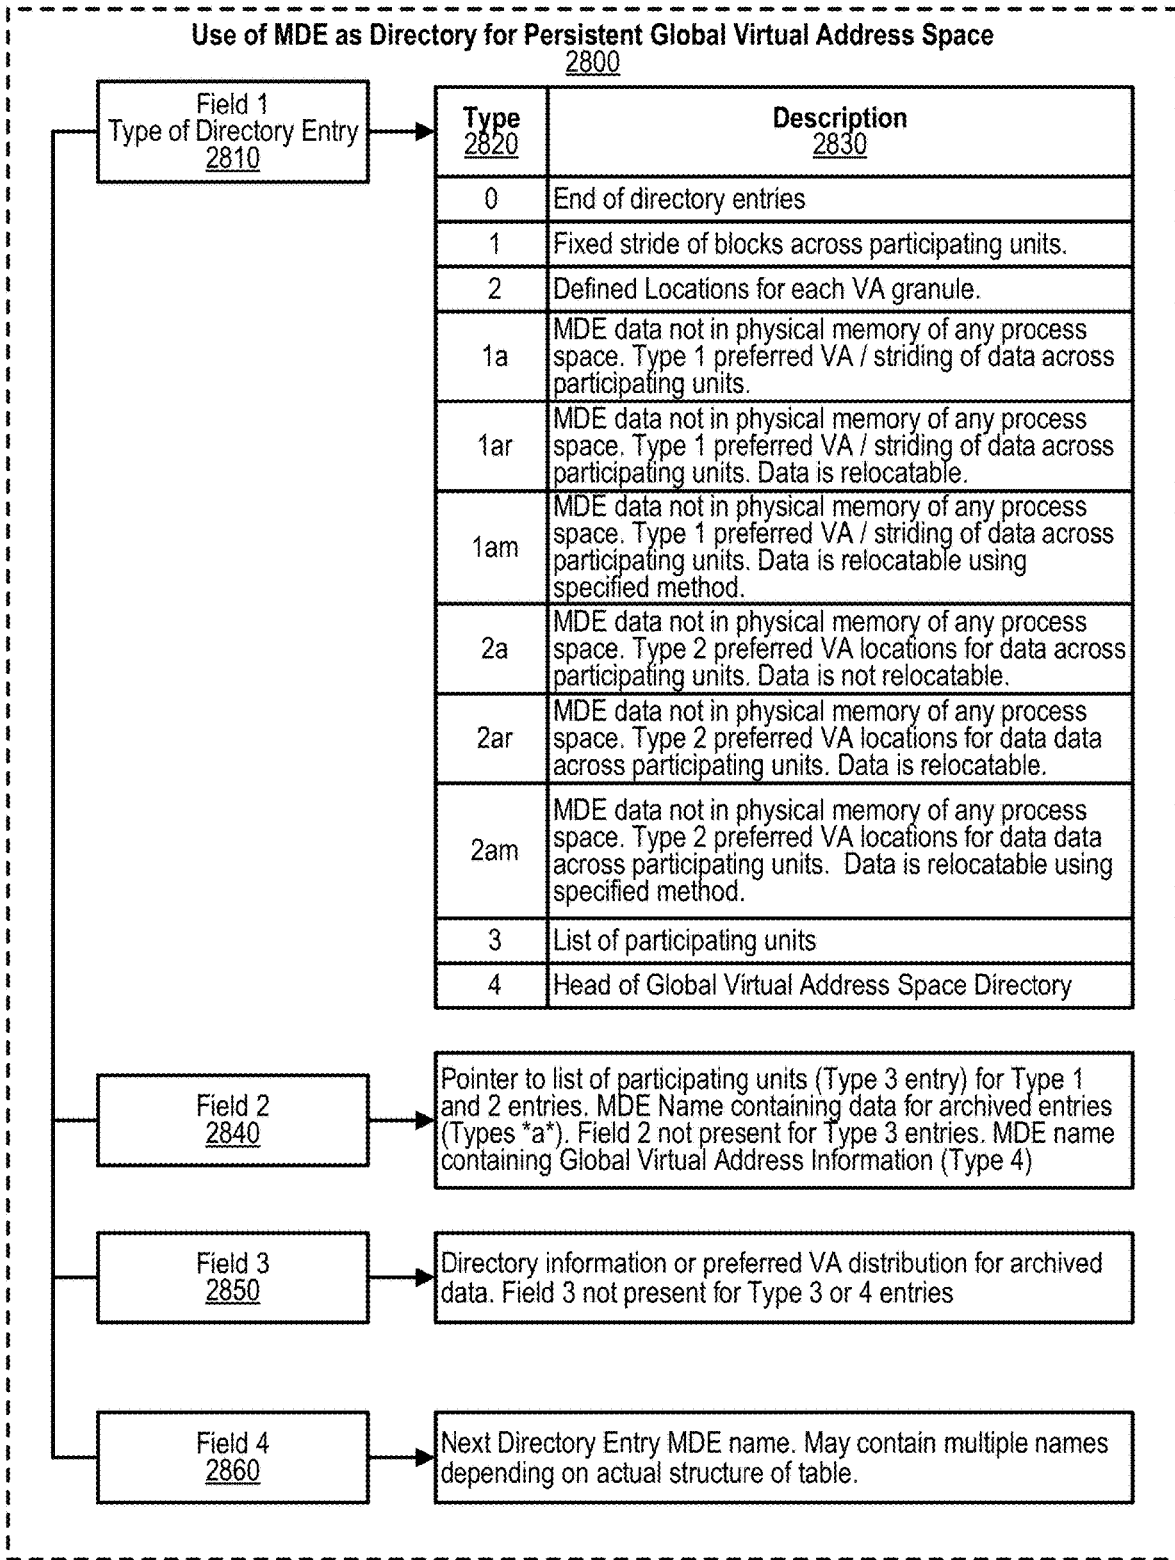 Use of MDE as Directory for Persistent Global Virtual Address Space
2800
Field 1
Type of Directory Entry
2810
Type
2820
Description
2830
0
End of directory entries
1
Fixed stride of blocks across participating units.
2
Defined Locations for each VA granule.
1a
MDE data not in physical memory of any process
space. Type 1 preferred VA / striding of data across
participating units.
1ar
MDE data not in physical memory of any process
space. Type 1 preferred VA / striding of data across
participating units. Data is relocatable.
1am
MDE data not in physical memory of any process
space. Type 1 preferred VA / striding of data across
participating units. Data is relocatable using
specified method.
2a
MDE data not in physical memory of any process
space. Type 2 preferred VA locations for data across
participating units. Data is not relocatable.
2ar
MDE data not in physical memory of any process
space. Type 2 preferred VA locations for data data
across participating units. Data is relocatable.
2am
MDE data not in physical memory of any process
space. Type 2 preferred VA locations for data data
across participating units. Data is relocatable using
specified method.
3
List of participating units
4
Head of Global Virtual Address Space Directory
Field 2
2840
Pointer to list of participating units (Type 3 entry) for Type 1
and 2 entries. MDE Name containing data for archived entries
(Types *a*). Field 2 not present for Type 3 entries. MDE name
containing Global Virtual Address Information (Type 4)
Field 3
2850
Directory information or preferred VA distribution for archived
data. Field 3 not present for Type 3 or 4 entries
Field 4
2860
Next Directory Entry MDE name. May contain multiple names
depending on actual structure of table.